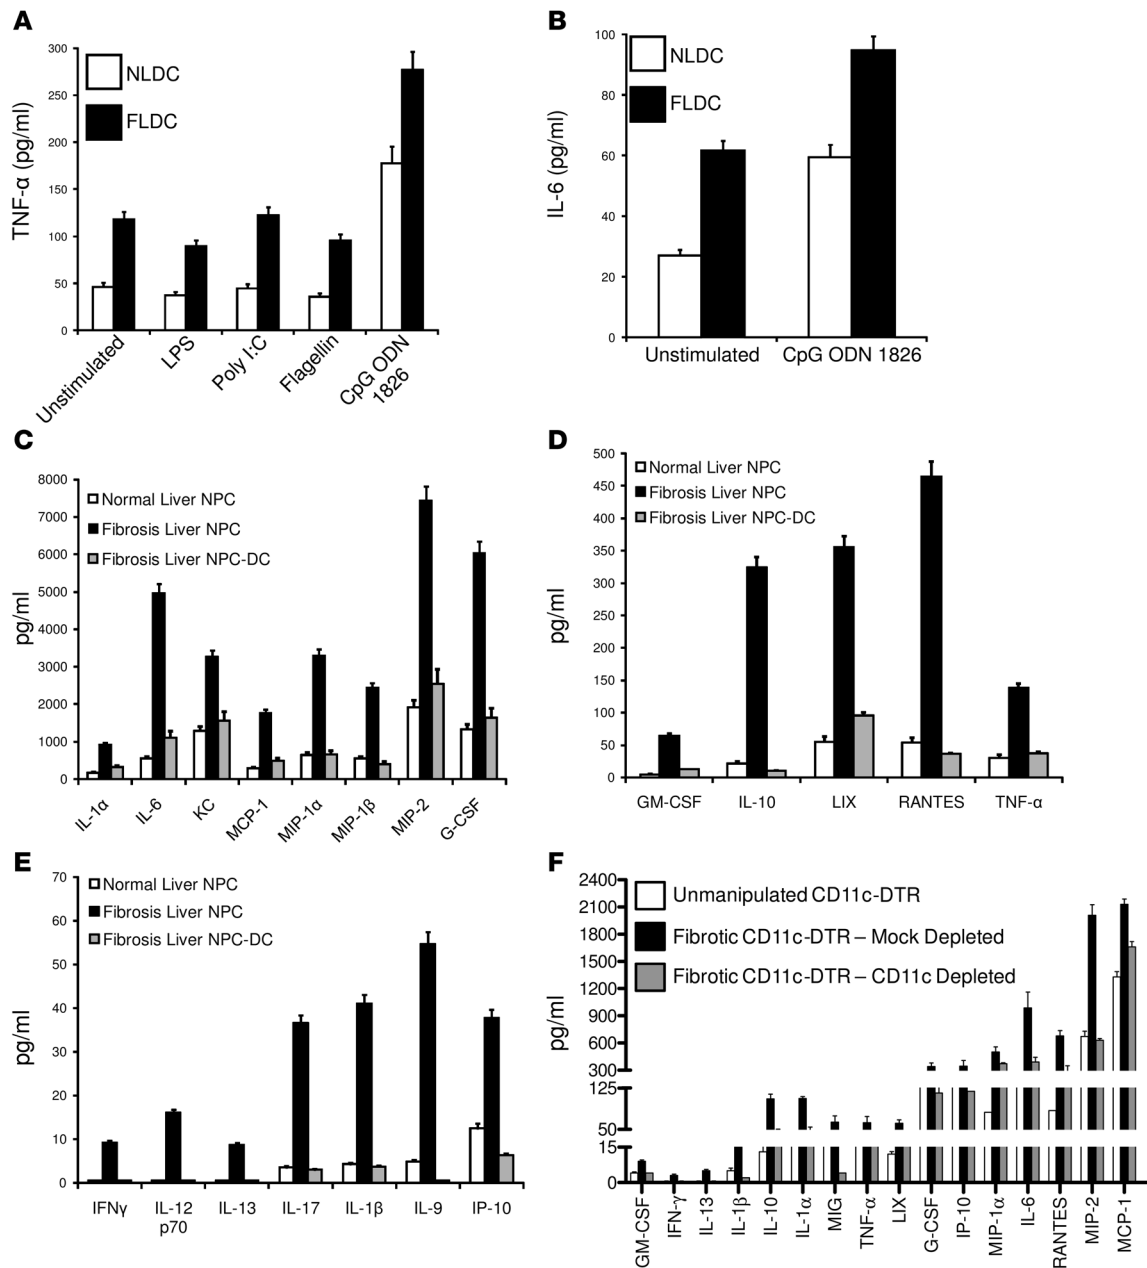 A
TNF-α (pg/ml)
300
250
200
150
100
50
0
NLDC
FLDC
Unstimulated
LPS
Poly I:C
Flagellin
CpG ODN
1826
B
IL-6 (pg/ml)
100
80
60
40
20
0
NLDC
FLDC
Unstimulated
CpG ODN 1826
C
pg/ml
8000
7000
6000
5000
4000
3000
2000
1000
0
Normal Liver NPC
Fibrosis Liver NPC
Fibrosis Liver NPC-DC
IL-1α
IL-6
KC
MCP-1
MIP-1α
MIP-1β
MIP-2
G-CSF
D
pg/ml
500
450
400
350
300
250
200
150
100
50
0
Normal Liver NPC
Fibrosis Liver NPC
Fibrosis Liver NPC-DC
GM-CSF
IL-10
LIX
RANTES
TNF-α
E
pg/ml
70
60
50
40
30
20
10
0
Normal Liver NPC
Fibrosis Liver NPC
Fibrosis Liver NPC-DC
IFNγ
IL-12
p70
IL-13
IL-17
IL-1β
IL-9
IP-10
F
pg/ml
2400
2100
1800
1500
1200
900
600
300
125
50
15
0
Unmanipulated CD11c-DTR
Fibrotic CD11c-DTR – Mock Depleted
Fibrotic CD11c-DTR – CD11c Depleted
GM-CSF
IFN-γ
IL-13
IL-1β
IL-10
IL-1α
MIG
TNF-α
LIX
G-CSF
IP-10
MIP-1α
IL-6
RANTES
MIP-2
MCP-1